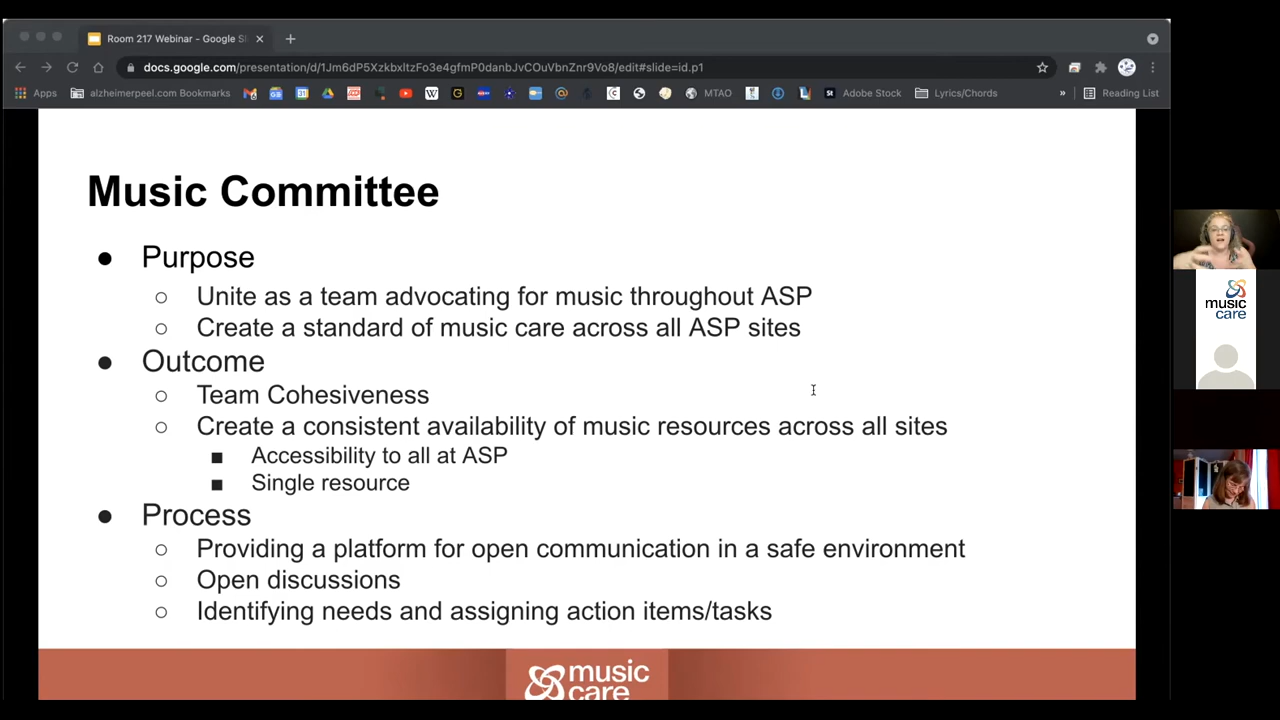 Room 217 Webinar - Google Sl
docs.google.com/presentation/d/1Jm6dP5XzkbxltzFo3e4gfmP0danbJvCOuVbnZnr9Vo8/edit#slide=id.p1
Apps
alzheimerpeel.com Bookmarks
MTAO
Adobe Stock
Lyrics/Chords
»
Reading List
Music Committee
● Purpose
○ Unite as a team advocating for music throughout ASP
○ Create a standard of music care across all ASP sites
● Outcome
○ Team Cohesiveness
○ Create a consistent availability of music resources across all sites
■ Accessibility to all at ASP
■ Single resource
● Process
○ Providing a platform for open communication in a safe environment
○ Open discussions
○ Identifying needs and assigning action items/tasks
music
care
music
care